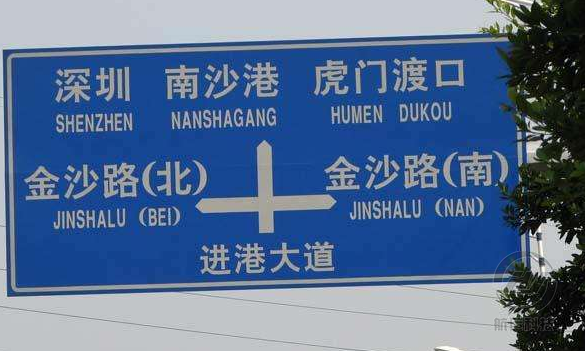 深圳 南沙港 虎门渡口
SHENZHEN NANSHAGANG HUMEN DUKOU
金沙路(北) 金沙路(南)
JINSHALU (BEI) JINSHALU (NAN)
进港大道